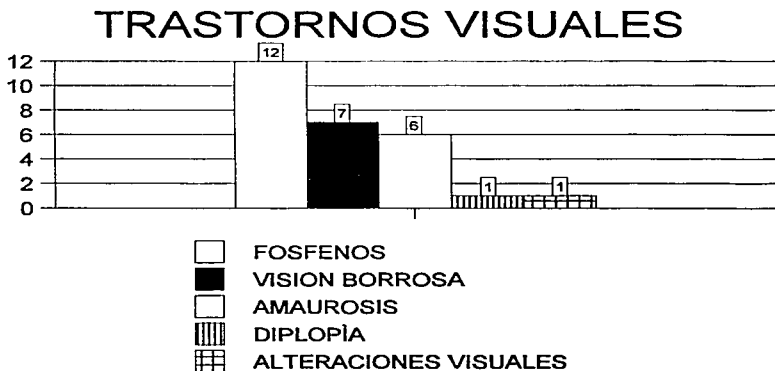 TRASTORNOS VISUALES
12
7
6
1
1
12
10
8
6
4
2
0
FOSFENOS
VISION BORROSA
AMAUROSIS
DIPLOPÌA
ALTERACIONES VISUALES